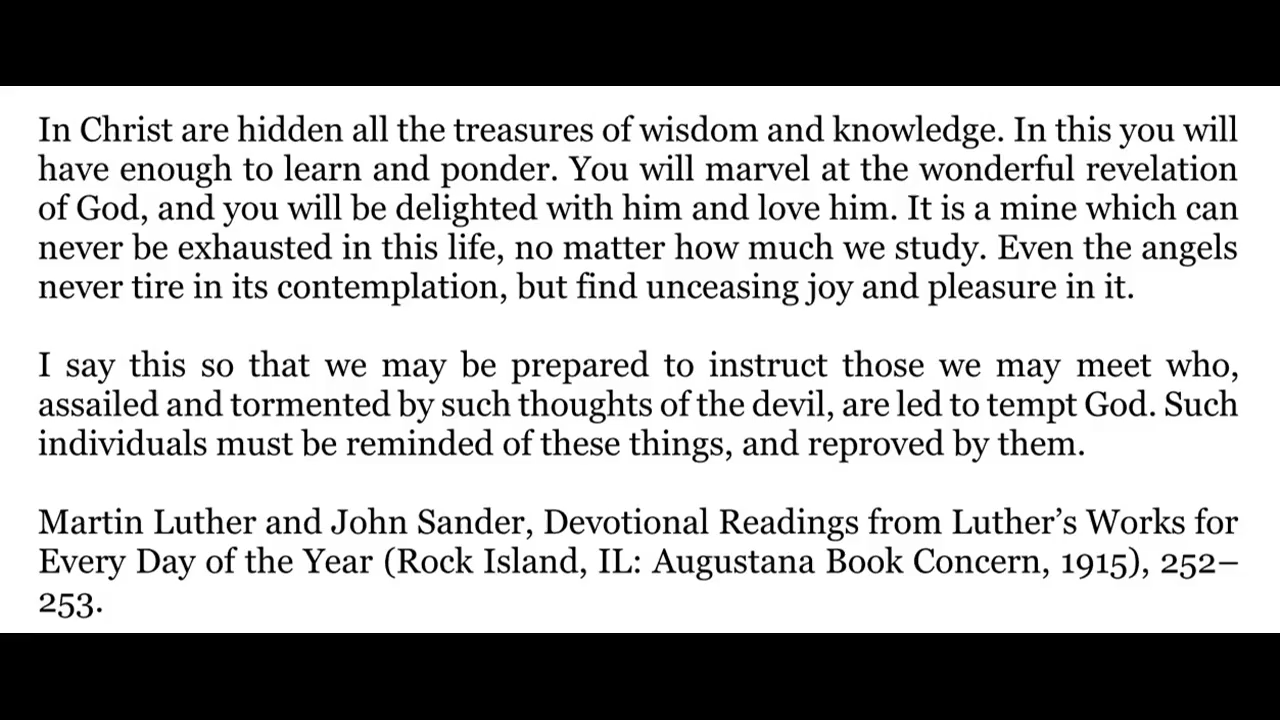 In Christ are hidden all the treasures of wisdom and knowledge. In this you will
have enough to learn and ponder. You will marvel at the wonderful revelation
of God, and you will be delighted with him and love him. It is a mine which can
never be exhausted in this life, no matter how much we study. Even the angels
never tire in its contemplation, but find unceasing joy and pleasure in it.
I say this so that we may be prepared to instruct those we may meet who,
assailed and tormented by such thoughts of the devil, are led to tempt God. Such
individuals must be reminded of these things, and reproved by them.
Martin Luther and John Sander, Devotional Readings from Luther’s Works for
Every Day of the Year (Rock Island, IL: Augustana Book Concern, 1915), 252–
253.